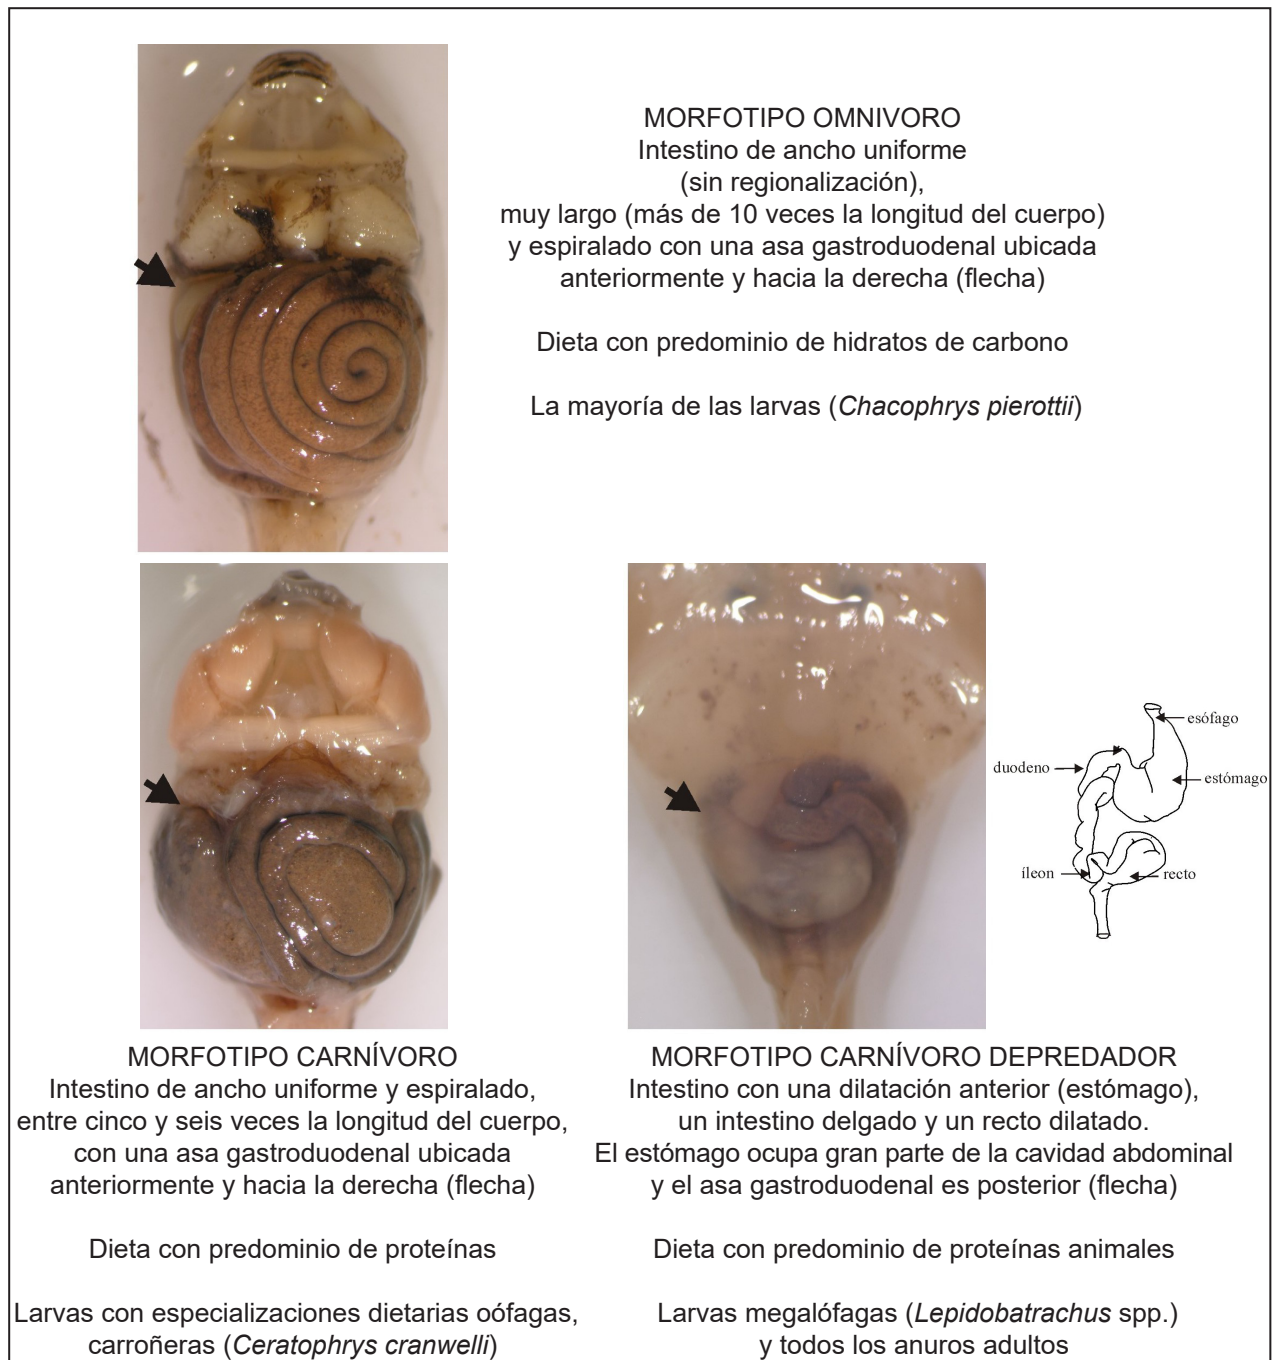 MORFOTIPO OMNIVORO
Intestino de ancho uniforme
(sin regionalización),
muy largo (más de 10 veces la longitud del cuerpo)
y espiralado con una asa gastroduodenal ubicada
anteriormente y hacia la derecha (flecha)
Dieta con predominio de hidratos de carbono
La mayoría de las larvas (Chacophrys pierottii)
esófago
duodeno
estómago
íleon
recto
MORFOTIPO CARNÍVORO
Intestino de ancho uniforme y espiralado,
entre cinco y seis veces la longitud del cuerpo,
con una asa gastroduodenal ubicada
anteriormente y hacia la derecha (flecha)
Dieta con predominio de proteínas
Larvas con especializaciones dietarias oófagas,
carroñeras (Ceratophrys cranwelli)
MORFOTIPO CARNÍVORO DEPREDADOR
Intestino con una dilatación anterior (estómago),
un intestino delgado y un recto dilatado.
El estómago ocupa gran parte de la cavidad abdominal
y el asa gastroduodenal es posterior (flecha)
Dieta con predominio de proteínas animales
Larvas megalófagas (Lepidobatrachus spp.)
y todos los anuros adultos